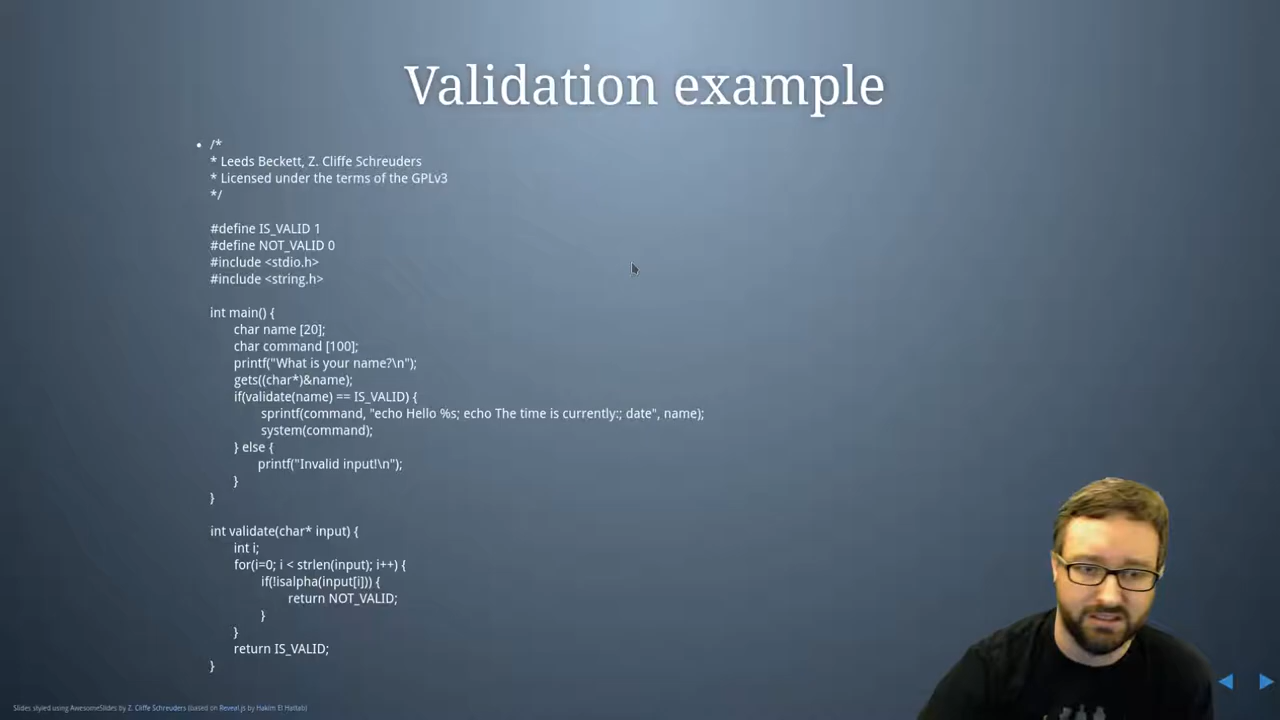 Validation example
• /*
* Leeds Beckett, Z. Cliffe Schreuders
* Licensed under the terms of the GPLv3
*/
#define IS_VALID 1
#define NOT_VALID 0
#include <stdio.h>
#include <string.h>
int main() {
char name [20];
char command [100];
printf("What is your name?\n");
gets((char*)&name);
if(validate(name) == IS_VALID) {
sprintf(command, "echo Hello %s; echo The time is currently:; date", name);
system(command);
} else {
printf("Invalid input!\n");
}
}
int validate(char* input) {
int i;
for(i=0; i < strlen(input); i++) {
if(!isalpha(input[i])) {
return NOT_VALID;
}
}
return IS_VALID;
}
Slides styled using AwesomeSlides by Z. Cliffe Schreuders (based on Reveal.js by Hakim El Hattab)